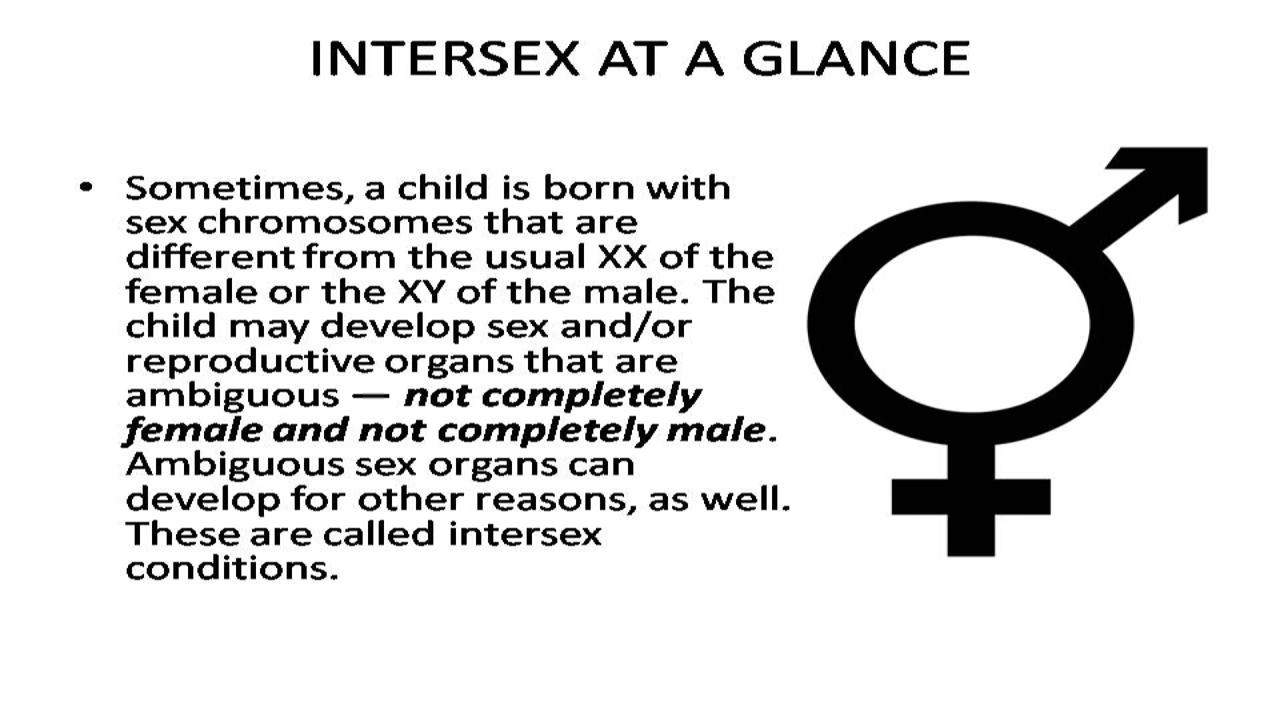 INTERSEX AT A GLANCE
• Sometimes, a child is born with
sex chromosomes that are
different from the usual XX of the
female or the XY of the male. The
child may develop sex and/or
reproductive organs that are
ambiguous — not completely
female and not completely male.
Ambiguous sex organs can
develop for other reasons, as well.
These are called intersex
conditions.